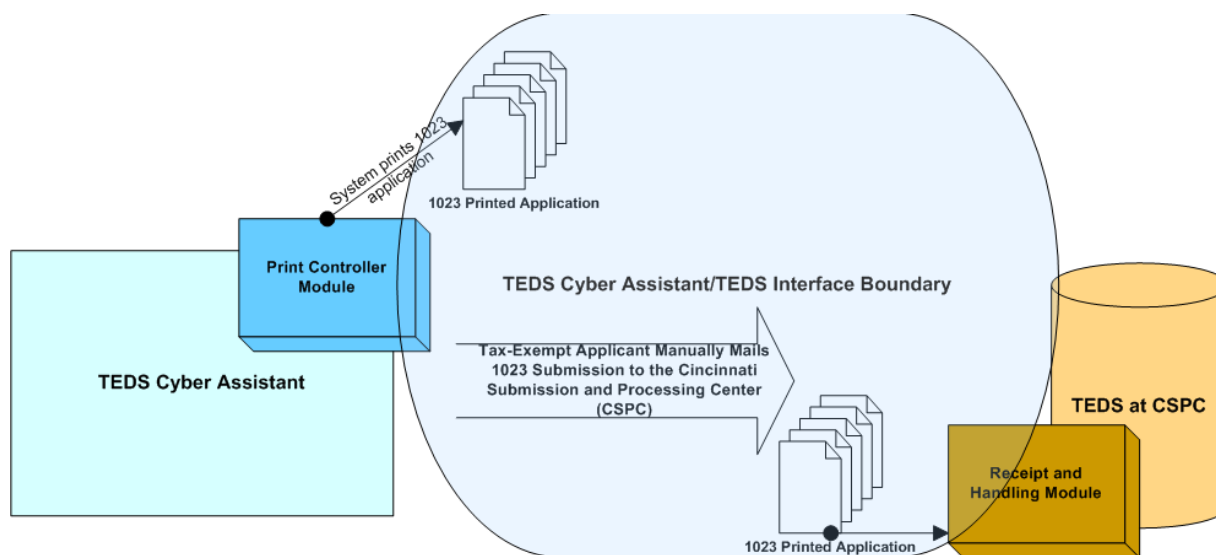 System prints 1023
application
1023 Printed Application
Print Controller
Module
TEDS Cyber Assistant/TEDS Interface Boundary
Tax-Exempt Applicant Manually Mails
1023 Submission to the Cincinnati
Submission and Processing Center
(CSPC)
TEDS Cyber Assistant
TEDS at CSPC
Receipt and
Handling Module
1023 Printed Application